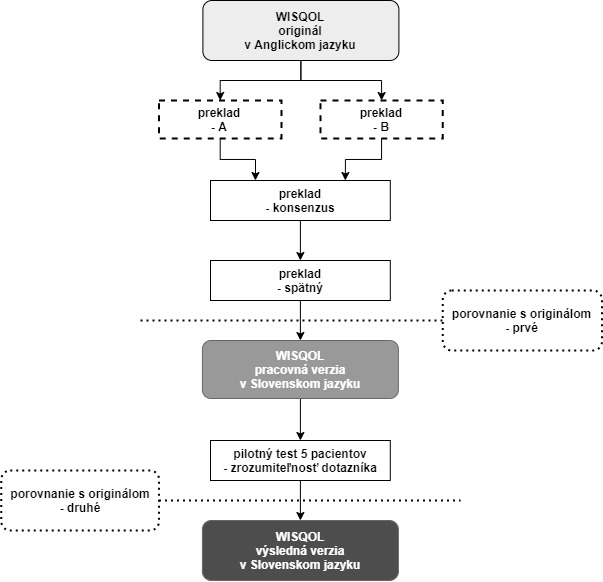 WISQOL
originál
v Anglickom jazyku
preklad
- A
preklad
- B
preklad
- konsenzus
preklad
- spätný
porovnanie s originálom
- prvé
WISQOL
pracovná verzia
v Slovenskom jazyku
pilotný test 5 pacientov
- zrozumiteľnosť dotazníka
porovnanie s originálom
- druhé
WISQOL
výsledná verzia
v Slovenskom jazyku